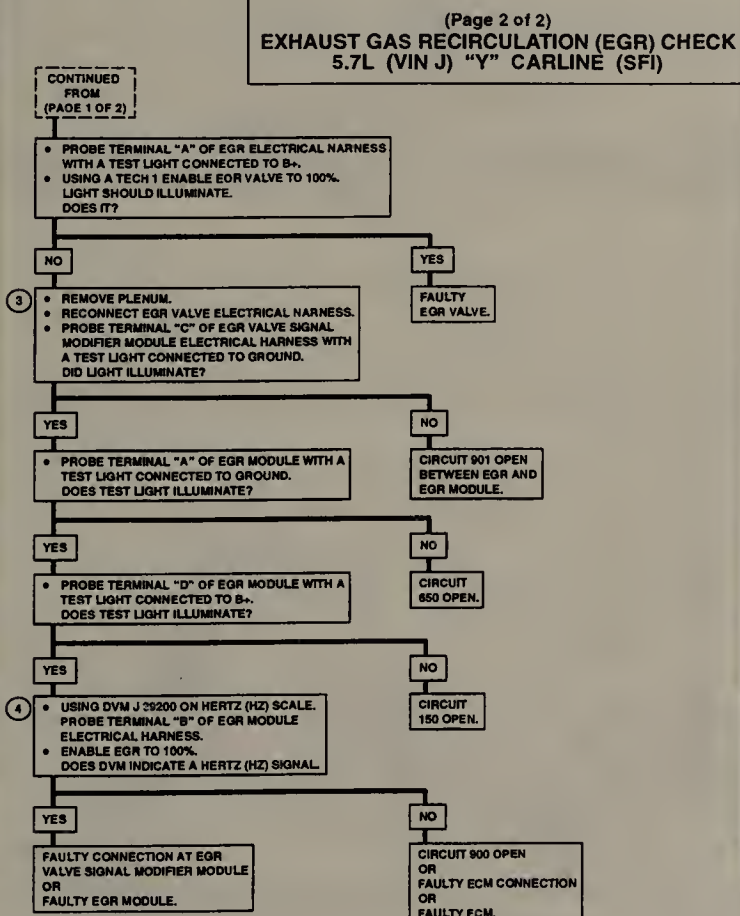 (Page 2 of 2)
EXHAUST GAS RECIRCULATION (EGR) CHECK
5.7L (VIN J) "Y" CARLINE (SFI)
CONTINUED
FROM
(PAGE 1 OF 2)
• PROBE TERMINAL "A" OF EGR ELECTRICAL NARNESS
WITH A TEST LIGHT CONNECTED TO B+.
• USING A TECH 1 ENABLE EOR VALVE TO 100%.
LIGHT SHOULD ILLUMINATE.
DOES IT?
NO
YES
3
• REMOVE PLENUM.
• RECONNECT EGR VALVE ELECTRICAL NARNESS.
• PROBE TERMINAL "C" OF EGR VALVE SIGNAL
MODIFIER MODULE ELECTRICAL HARNESS WITH
A TEST LIGHT CONNECTED TO GROUND.
DID LIGHT ILLUMINATE?
FAULTY
EGR VALVE.
YES
NO
• PROBE TERMINAL "A" OF EGR MODULE WITH A
TEST LIGHT CONNECTED TO GROUND.
DOES TEST LIGHT ILLUMINATE?
CIRCUIT 901 OPEN
BETWEEN EGR AND
EGR MODULE.
YES
NO
• PROBE TERMINAL "D" OF EGR MODULE WITH A
TEST LIGHT CONNECTED TO B+.
DOES TEST LIGHT ILLUMINATE?
CIRCUIT
650 OPEN.
YES
NO
4
• USING DVM J 29200 ON HERTZ (HZ) SCALE.
PROBE TERMINAL "B" OF EGR MODULE
ELECTRICAL HARNESS.
• ENABLE EGR TO 100%.
DOES DVM INDICATE A HERTZ (HZ) SIGNAL.
CIRCUIT
150 OPEN.
YES
NO
FAULTY CONNECTION AT EGR
VALVE SIGNAL MODIFIER MODULE
OR
FAULTY EGR MODULE.
CIRCUIT 900 OPEN
OR
FAULTY ECM CONNECTION
OR
FAULTY ECM.